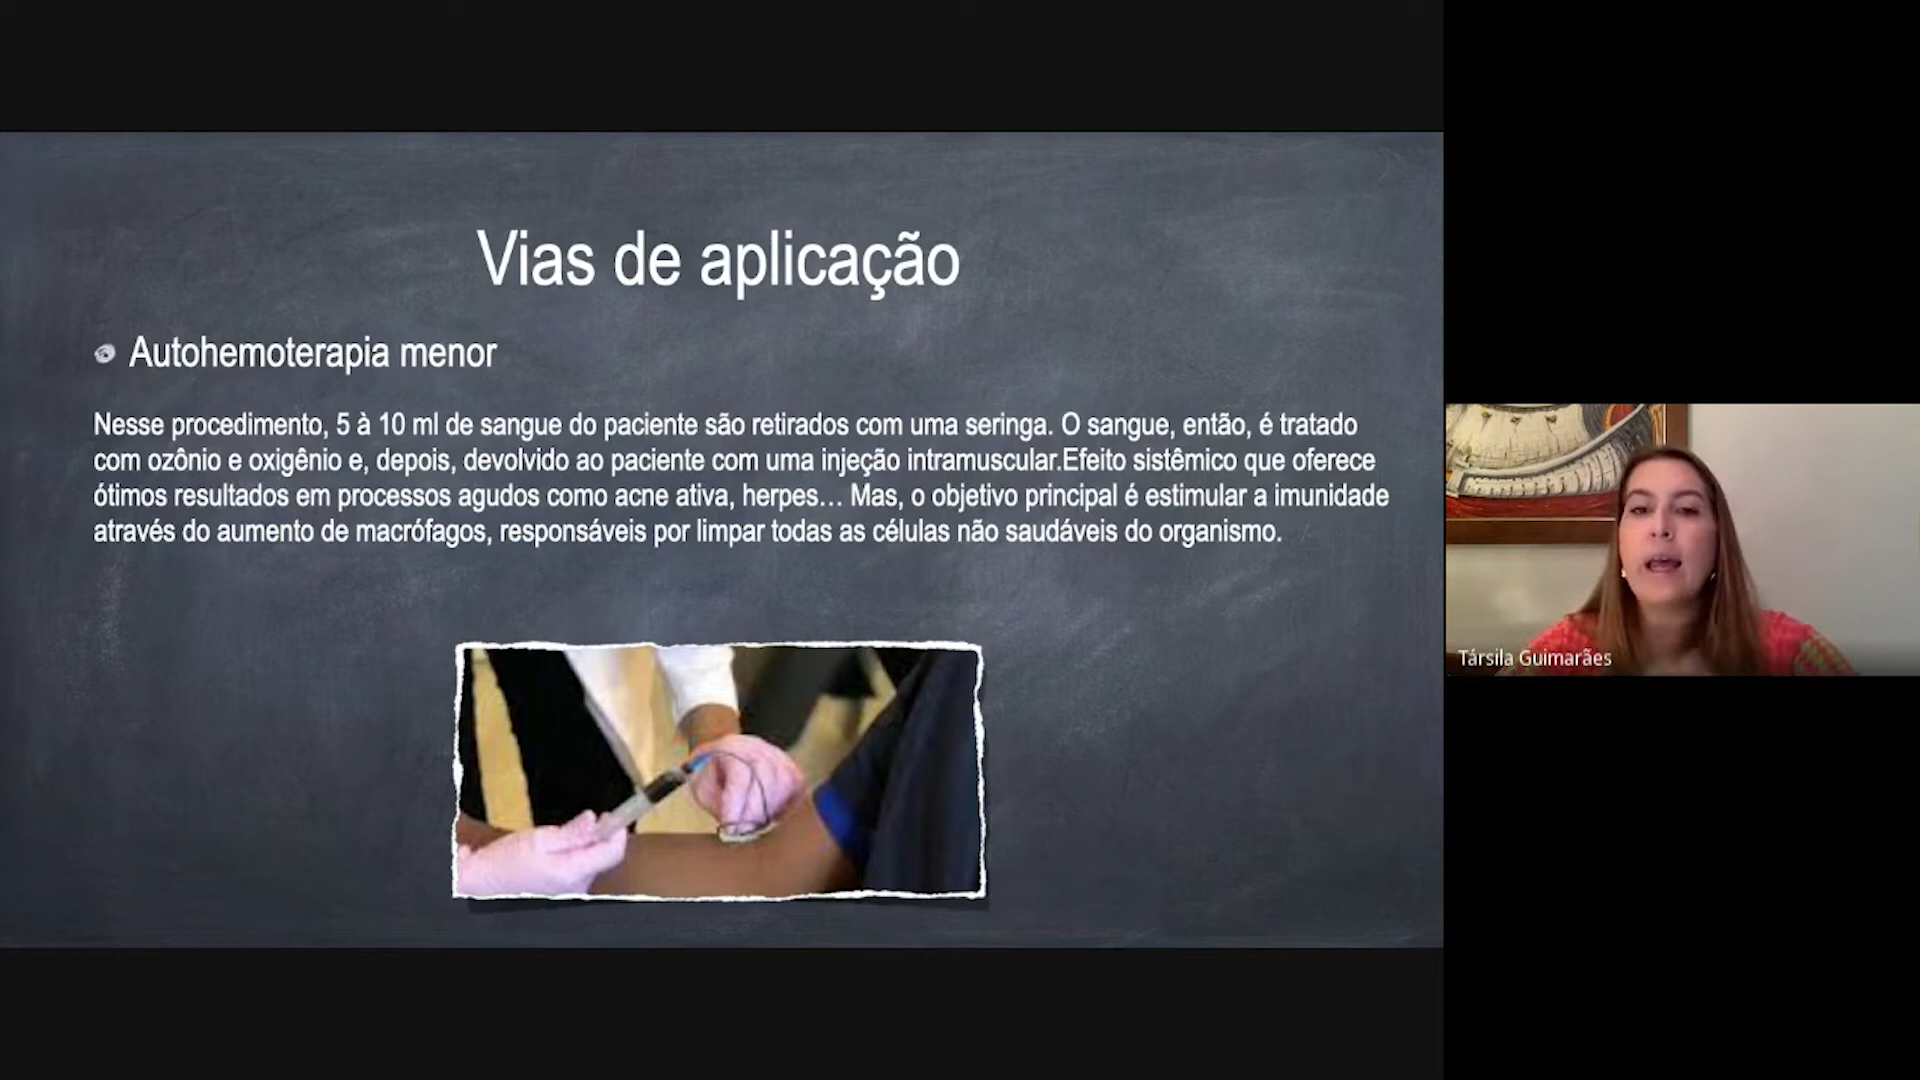 Vias de aplicação
Autohemoterapia menor
Nesse procedimento, 5 à 10 ml de sangue do paciente são retirados com uma seringa. O sangue, então, é tratado
com ozônio e oxigênio e, depois, devolvido ao paciente com uma injeção intramuscular.Efeito sistêmico que oferece
ótimos resultados em processos agudos como acne ativa, herpes… Mas, o objetivo principal é estimular a imunidade
através do aumento de macrófagos, responsáveis por limpar todas as células não saudáveis do organismo.
Társila Guimarães